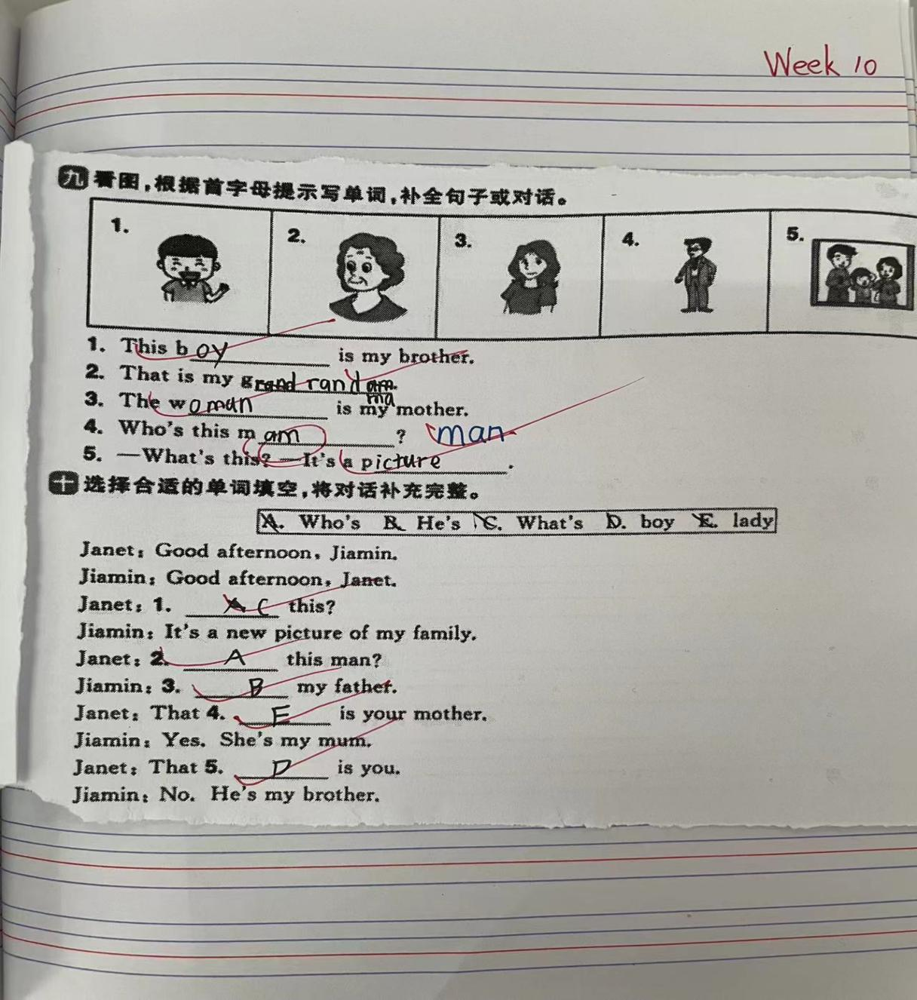 Week 10
九 看图，根据首字母提示写单词，补全句子或对话。
1. 2. 3. 4. 5.
1. This boy is my brother.
2. That is my grand randam.
ma
3. The woman is my mother.
4. Who's this mam? man
5. —What's this? —It's a picture.
十 选择合适的单词填空，将对话补充完整。
A. Who's B. He's C. What's D. boy E. lady
Janet: Good afternoon, Jiamin.
Jiamin: Good afternoon, Janet.
Janet: 1. A C this?
Jiamin: It's a new picture of my family.
Janet: 2. A this man?
Jiamin: 3. B my father.
Janet: That 4. E is your mother.
Jiamin: Yes. She's my mum.
Janet: That 5. D is you.
Jiamin: No. He's my brother.